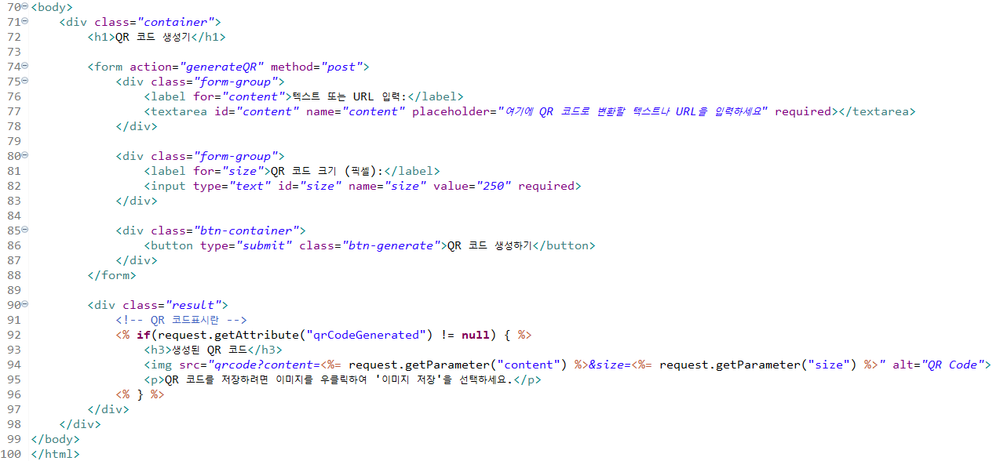 70 <body>
71 <div class="container">
72 <h1>QR 코드 생성기</h1>
73
74 <form action="generateQR" method="post">
75 <div class="form-group">
76 <label for="content">텍스트 또는 URL 입력:</label>
77 <textarea id="content" name="content" placeholder="여기에 QR 코드로 변환할 텍스트나 URL을 입력하세요" required></textarea>
78 </div>
79
80 <div class="form-group">
81 <label for="size">QR 코드 크기 (픽셀):</label>
82 <input type="text" id="size" name="size" value="250" required>
83 </div>
84
85 <div class="btn-container">
86 <button type="submit" class="btn-generate">QR 코드 생성하기</button>
87 </div>
88 </form>
89
90 <div class="result">
91 <!-- QR 코드표시란 -->
92 <% if(request.getAttribute("qrCodeGenerated") != null) { %>
93 <h3>생성된 QR 코드</h3>
94 <img src="qrcode?content=<%= request.getParameter("content") %>&size=<%= request.getParameter("size") %>" alt="QR Code">
95 <p>QR 코드를 저장하려면 이미지를 우클릭하여 '이미지 저장'을 선택하세요.</p>
96 <% } %>
97 </div>
98 </div>
99 </body>
100 </html>